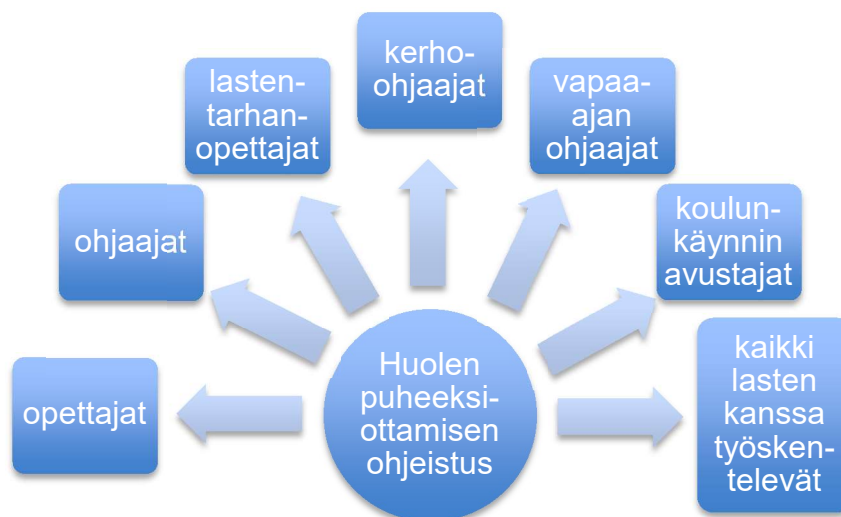 kerho-
ohjaajat
lasten-
tarhan-
opettajat
vapaa-
ajan
ohjaajat
ohjaajat
koulun-
käynnin
avustajat
opettajat
Huolen
puheeksi-
ottamisen
ohjeistus
kaikki
lasten
kanssa
työsken-
televät